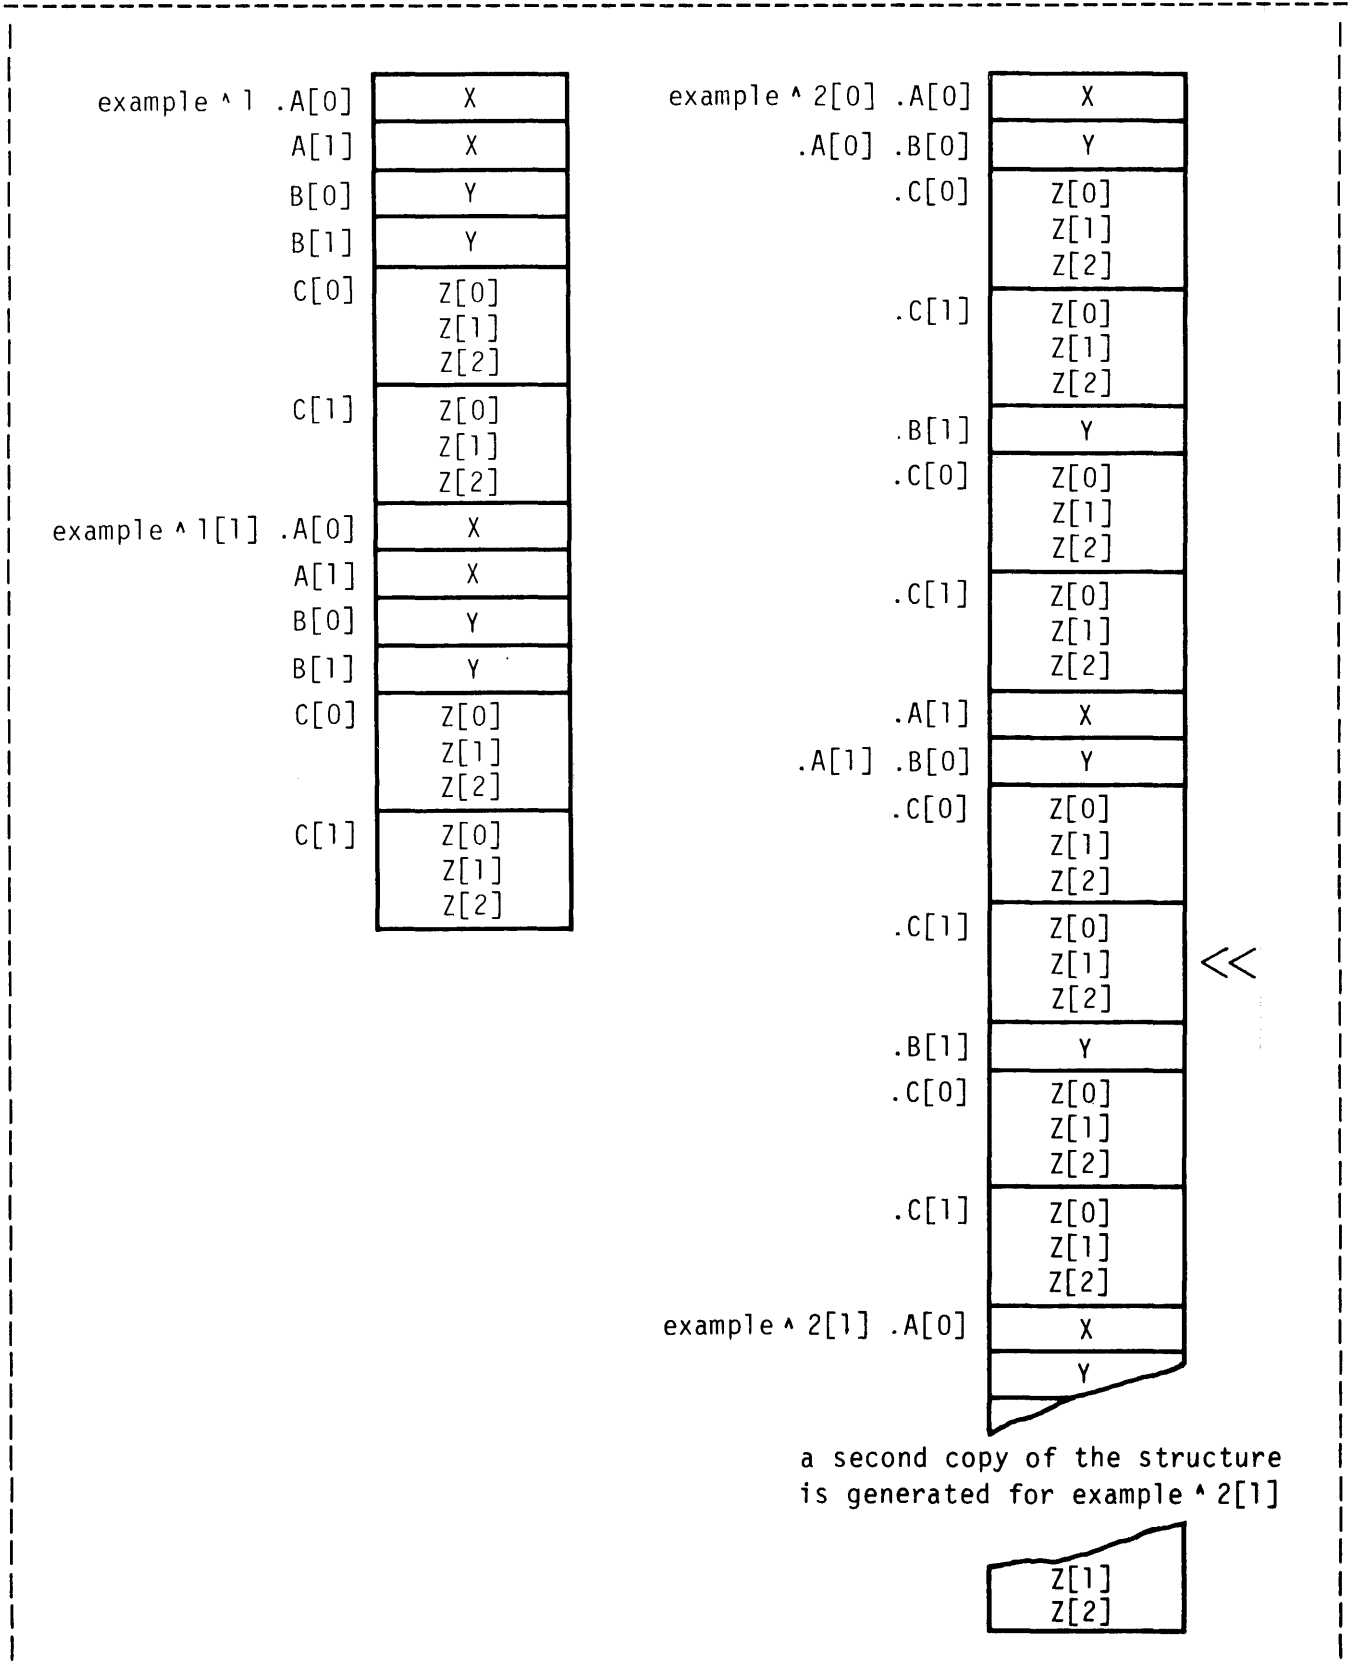 example ^ 1 .A[0] X
A[1] X
B[0] Y
B[1] Y
C[0] Z[0]
Z[1]
Z[2]
C[1] Z[0]
Z[1]
Z[2]
example ^ 1[1] .A[0] X
A[1] X
B[0] Y
B[1] Y
C[0] Z[0]
Z[1]
Z[2]
C[1] Z[0]
Z[1]
Z[2]
example ^ 2[0] .A[0] X
.A[0] .B[0] Y
.C[0] Z[0]
Z[1]
Z[2]
.C[1] Z[0]
Z[1]
Z[2]
.B[1] Y
.C[0] Z[0]
Z[1]
Z[2]
.C[1] Z[0]
Z[1]
Z[2]
.A[1] X
.A[1] .B[0] Y
.C[0] Z[0]
Z[1]
Z[2]
.C[1] Z[0]
Z[1] <<
Z[2]
.B[1] Y
.C[0] Z[0]
Z[1]
Z[2]
.C[1] Z[0]
Z[1]
Z[2]
example ^ 2[1] .A[0] X
Y
a second copy of the structure
is generated for example ^ 2[1]
Z[1]
Z[2]